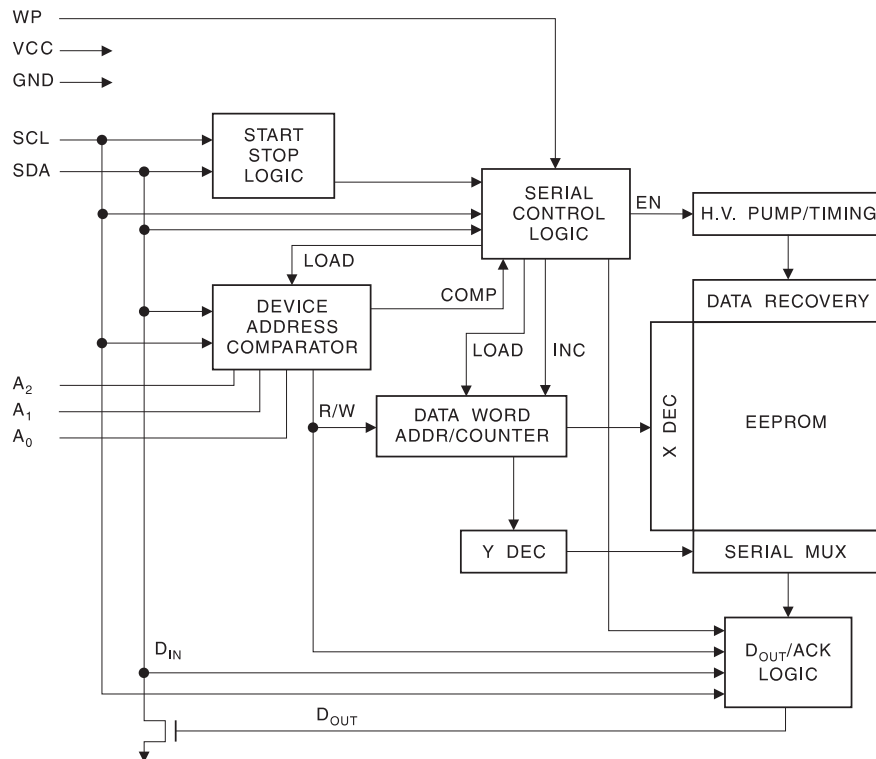 WP
VCC
GND
SCL
SDA
START
STOP
LOGIC
SERIAL
CONTROL
LOGIC
EN
H.V. PUMP/TIMING
LOAD
COMP
DATA RECOVERY
DEVICE
ADDRESS
COMPARATOR
LOAD
INC
A2
A1
A0
R/W
DATA WORD
ADDR/COUNTER
X DEC
EEPROM
Y DEC
SERIAL MUX
DIN
DOUT/ACK
LOGIC
DOUT